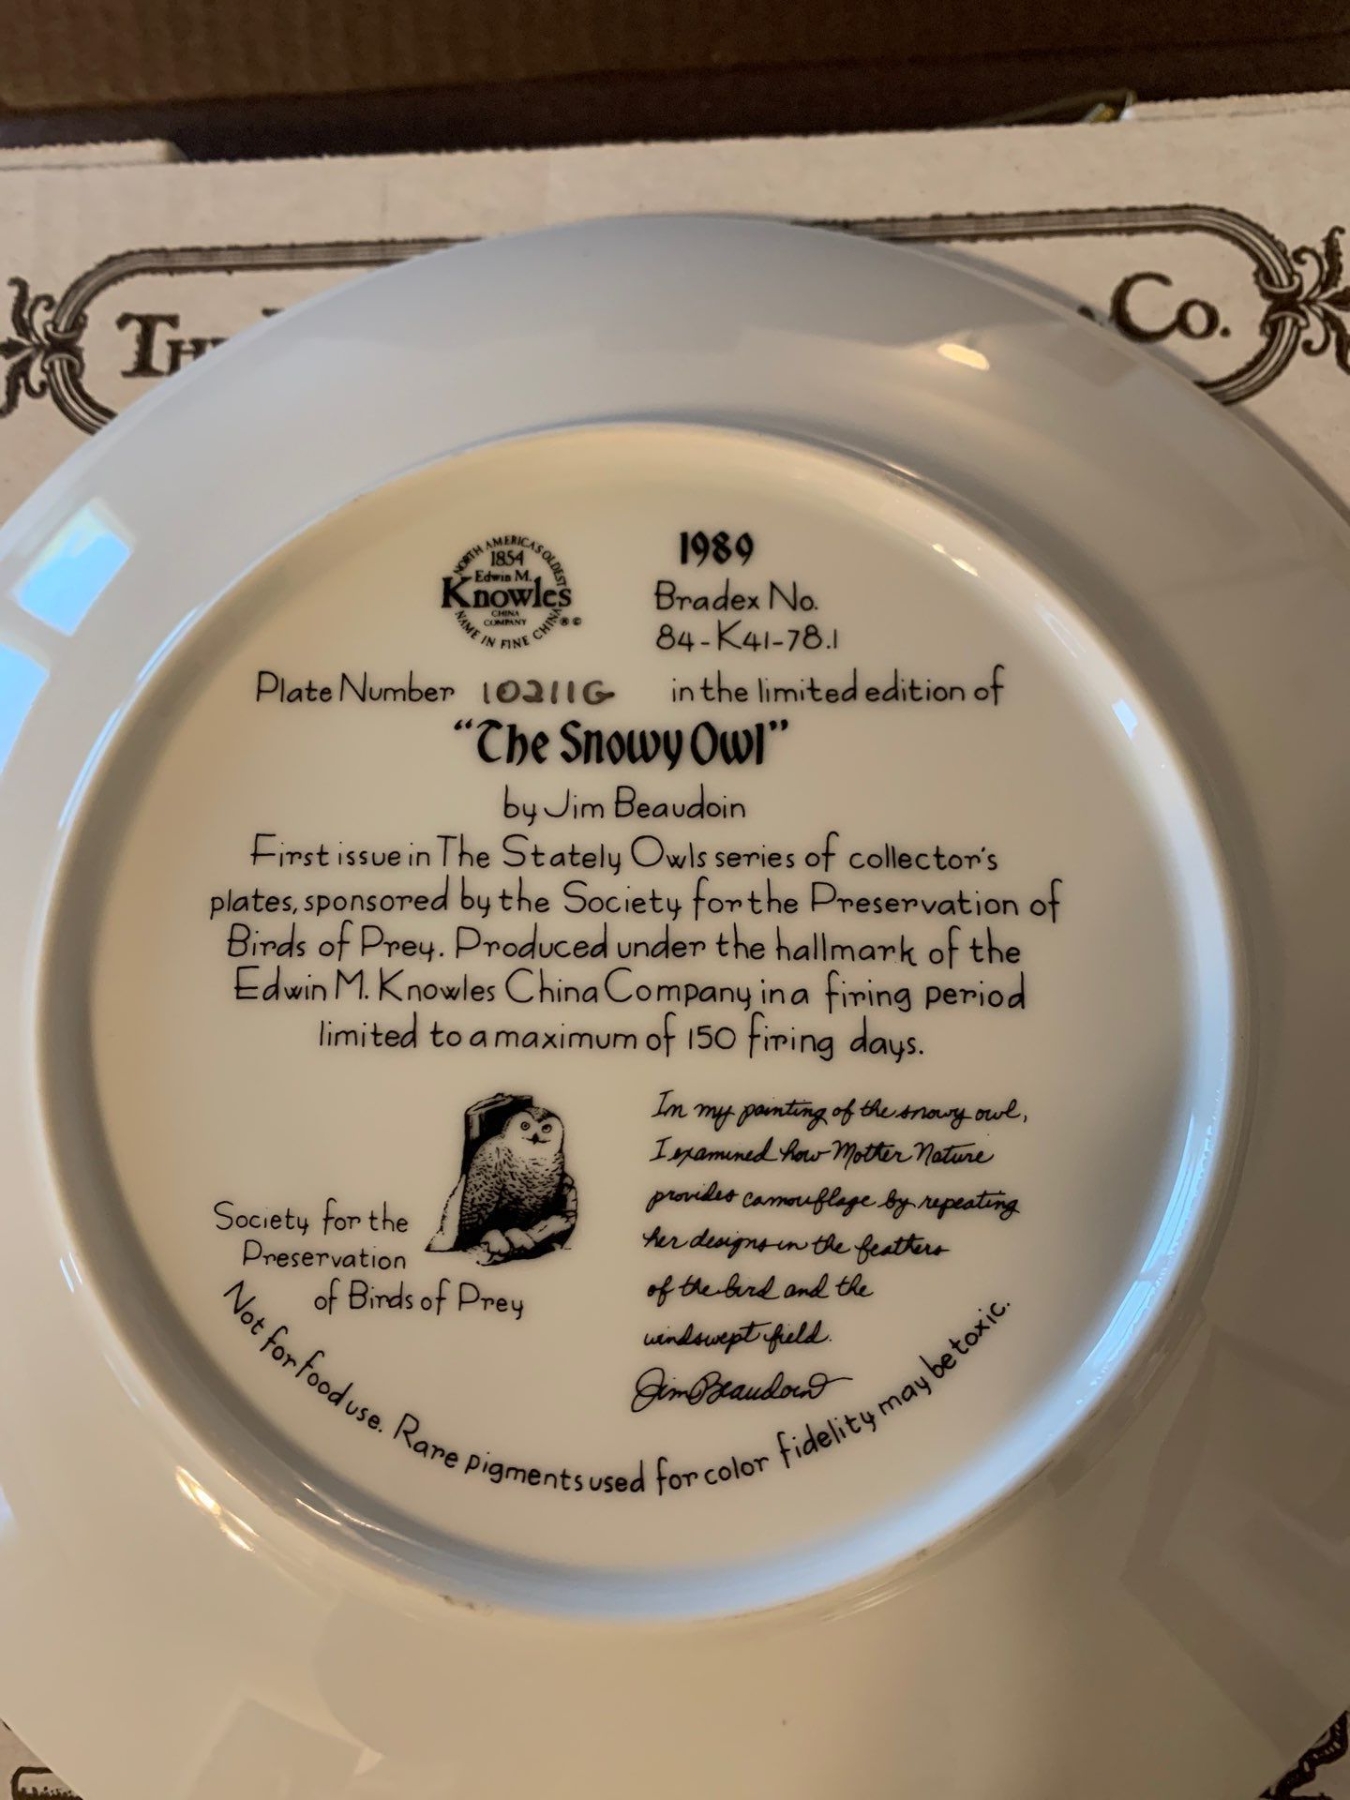 Co.
NORTH AMERICA'S OLDEST
1854
Edwin M.
Knowles
CHINA
COMPANY
NAME IN FINE CHINA
® ©
1989
Bradex No.
84-K41-78.1
Plate Number 10211G in the limited edition of
"The Snowy Owl"
by Jim Beaudoin
First issue in The Stately Owls series of collector's
plates, sponsored by the Society for the Preservation of
Birds of Prey. Produced under the hallmark of the
Edwin M. Knowles China Company in a firing period
limited to a maximum of 150 firing days.
Society for the
Preservation
of Birds of Prey
In my painting of the snowy owl,
I examined how Mother Nature
provides camouflage by repeating
her designs in the feathers
of the bird and the
windswept field.
Jim Beaudoin
Not for food use. Rare pigments used for color fidelity may be toxic.